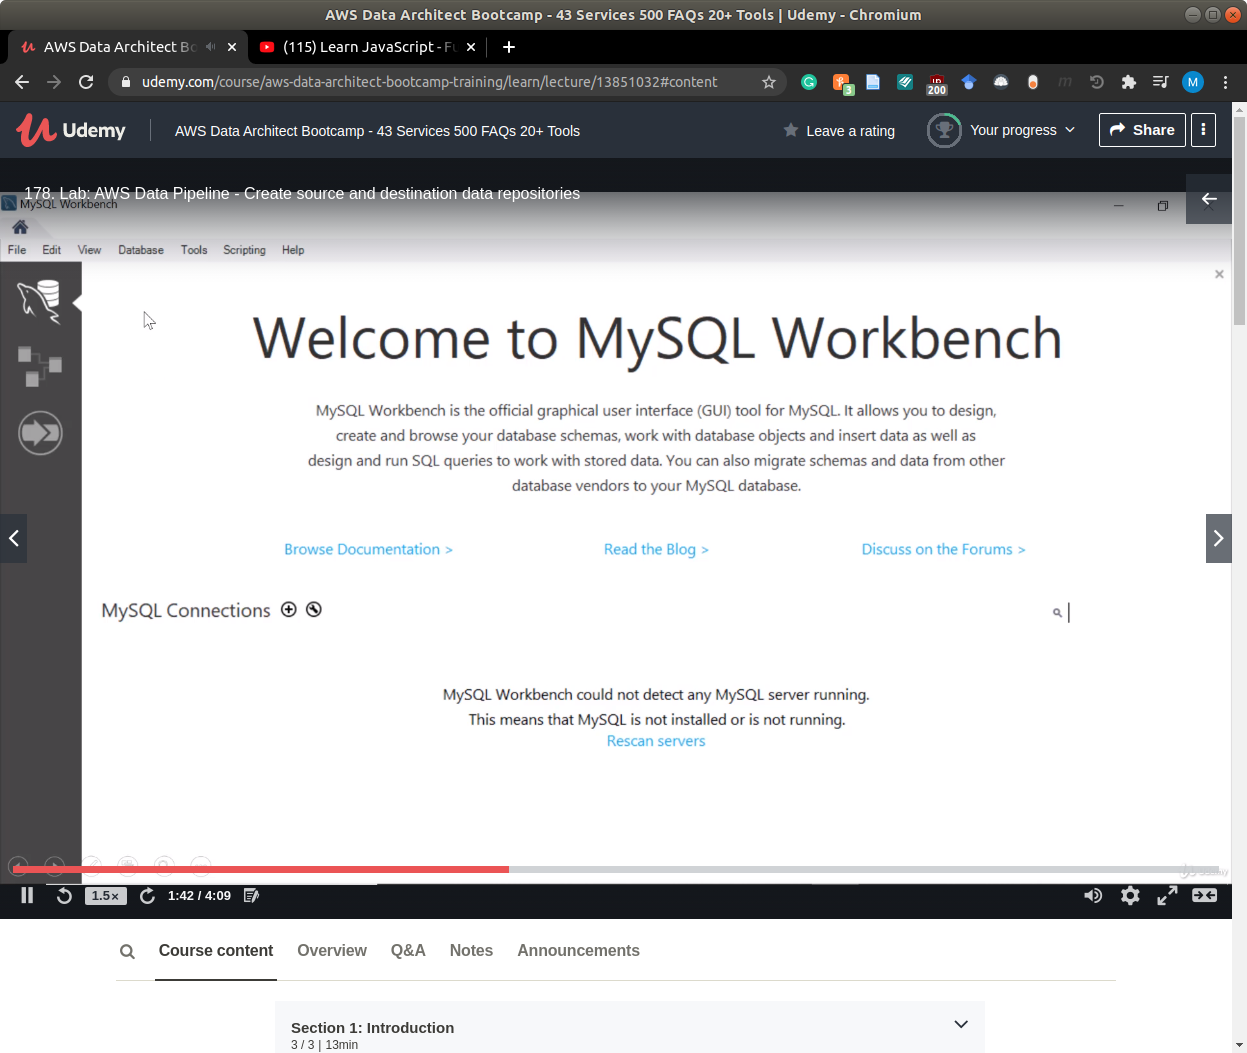 AWS Data Architect Bootcamp - 43 Services 500 FAQs 20+ Tools | Udemy - Chromium
AWS Data Architect Bo
(115) Learn JavaScript - Fu
udemy.com/course/aws-data-architect-bootcamp-training/learn/lecture/13851032#content
3
200
m
M
Udemy
AWS Data Architect Bootcamp - 43 Services 500 FAQs 20+ Tools
Leave a rating
Your progress
Share
178. Lab: AWS Data Pipeline - Create source and destination data repositories
MySQL Workbench
File Edit View Database Tools Scripting Help
Welcome to MySQL Workbench
MySQL Workbench is the official graphical user interface (GUI) tool for MySQL. It allows you to design,
create and browse your database schemas, work with database objects and insert data as well as
design and run SQL queries to work with stored data. You can also migrate schemas and data from other
database vendors to your MySQL database.
Browse Documentation >
Read the Blog >
Discuss on the Forums >
MySQL Connections
MySQL Workbench could not detect any MySQL server running.
This means that MySQL is not installed or is not running.
Rescan servers
1.5×
1:42 / 4:09
Course content Overview Q&A Notes Announcements
Section 1: Introduction
3 / 3 | 13min